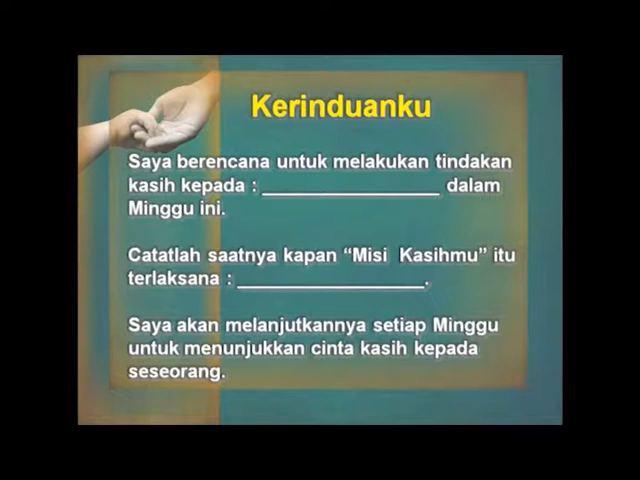 Kerinduanku
Saya berencana untuk melakukan tindakan
kasih kepada : _________________ dalam
Minggu ini.
Catatlah saatnya kapan “Misi Kasihmu” itu
terlaksana : __________________.
Saya akan melanjutkannya setiap Minggu
untuk menunjukkan cinta kasih kepada
seseorang.